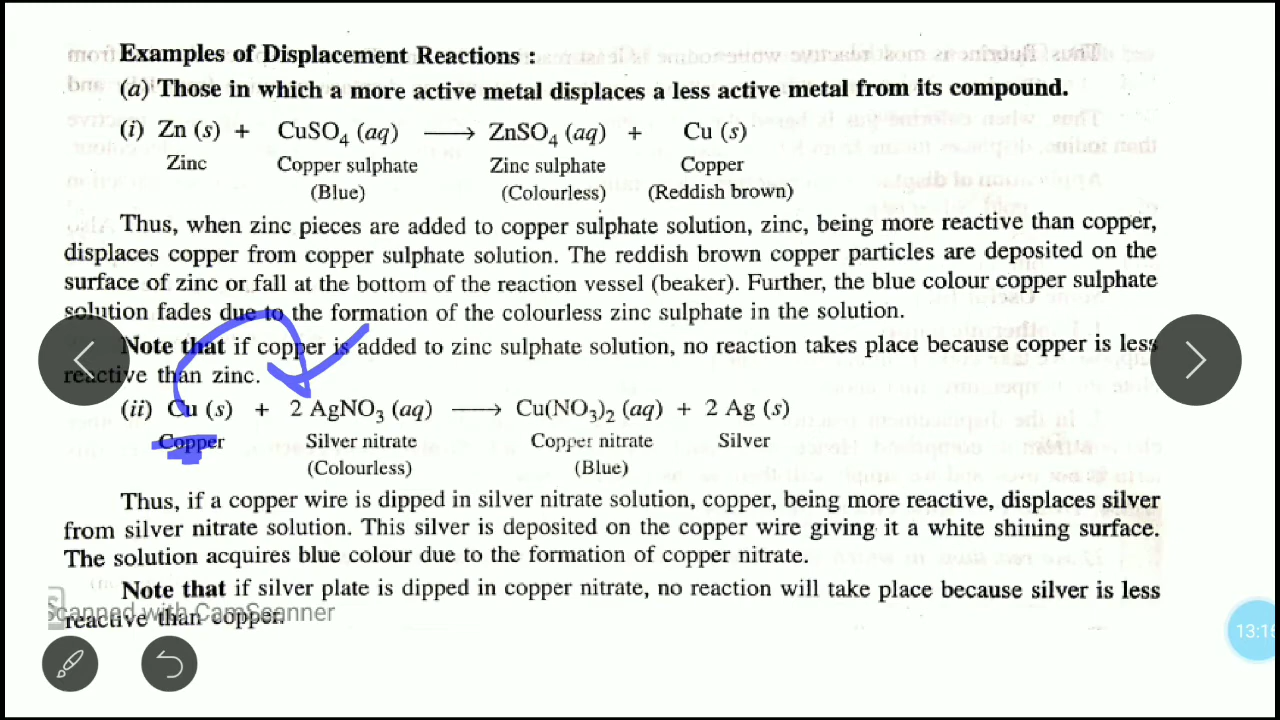 Examples of Displacement Reactions :
(a) Those in which a more active metal displaces a less active metal from its compound.
(i) Zn (s) + CuSO₄ (aq) ⟶ ZnSO₄ (aq) + Cu (s)
Zinc Copper sulphate Zinc sulphate Copper
(Blue) (Colourless) (Reddish brown)
Thus, when zinc pieces are added to copper sulphate solution, zinc, being more reactive than copper,
displaces copper from copper sulphate solution. The reddish brown copper particles are deposited on the
surface of zinc or fall at the bottom of the reaction vessel (beaker). Further, the blue colour copper sulphate
solution fades due to the formation of the colourless zinc sulphate in the solution.
Note that if copper is added to zinc sulphate solution, no reaction takes place because copper is less
reactive than zinc.
(ii) Cu (s) + 2 AgNO₃ (aq) ⟶ Cu(NO₃)₂ (aq) + 2 Ag (s)
Copper Silver nitrate Copper nitrate Silver
(Colourless) (Blue)
Thus, if a copper wire is dipped in silver nitrate solution, copper, being more reactive, displaces silver
from silver nitrate solution. This silver is deposited on the copper wire giving it a white shining surface.
The solution acquires blue colour due to the formation of copper nitrate.
Note that if silver plate is dipped in copper nitrate, no reaction will take place because silver is less
reactive than copper.
Scanned with CamScanner